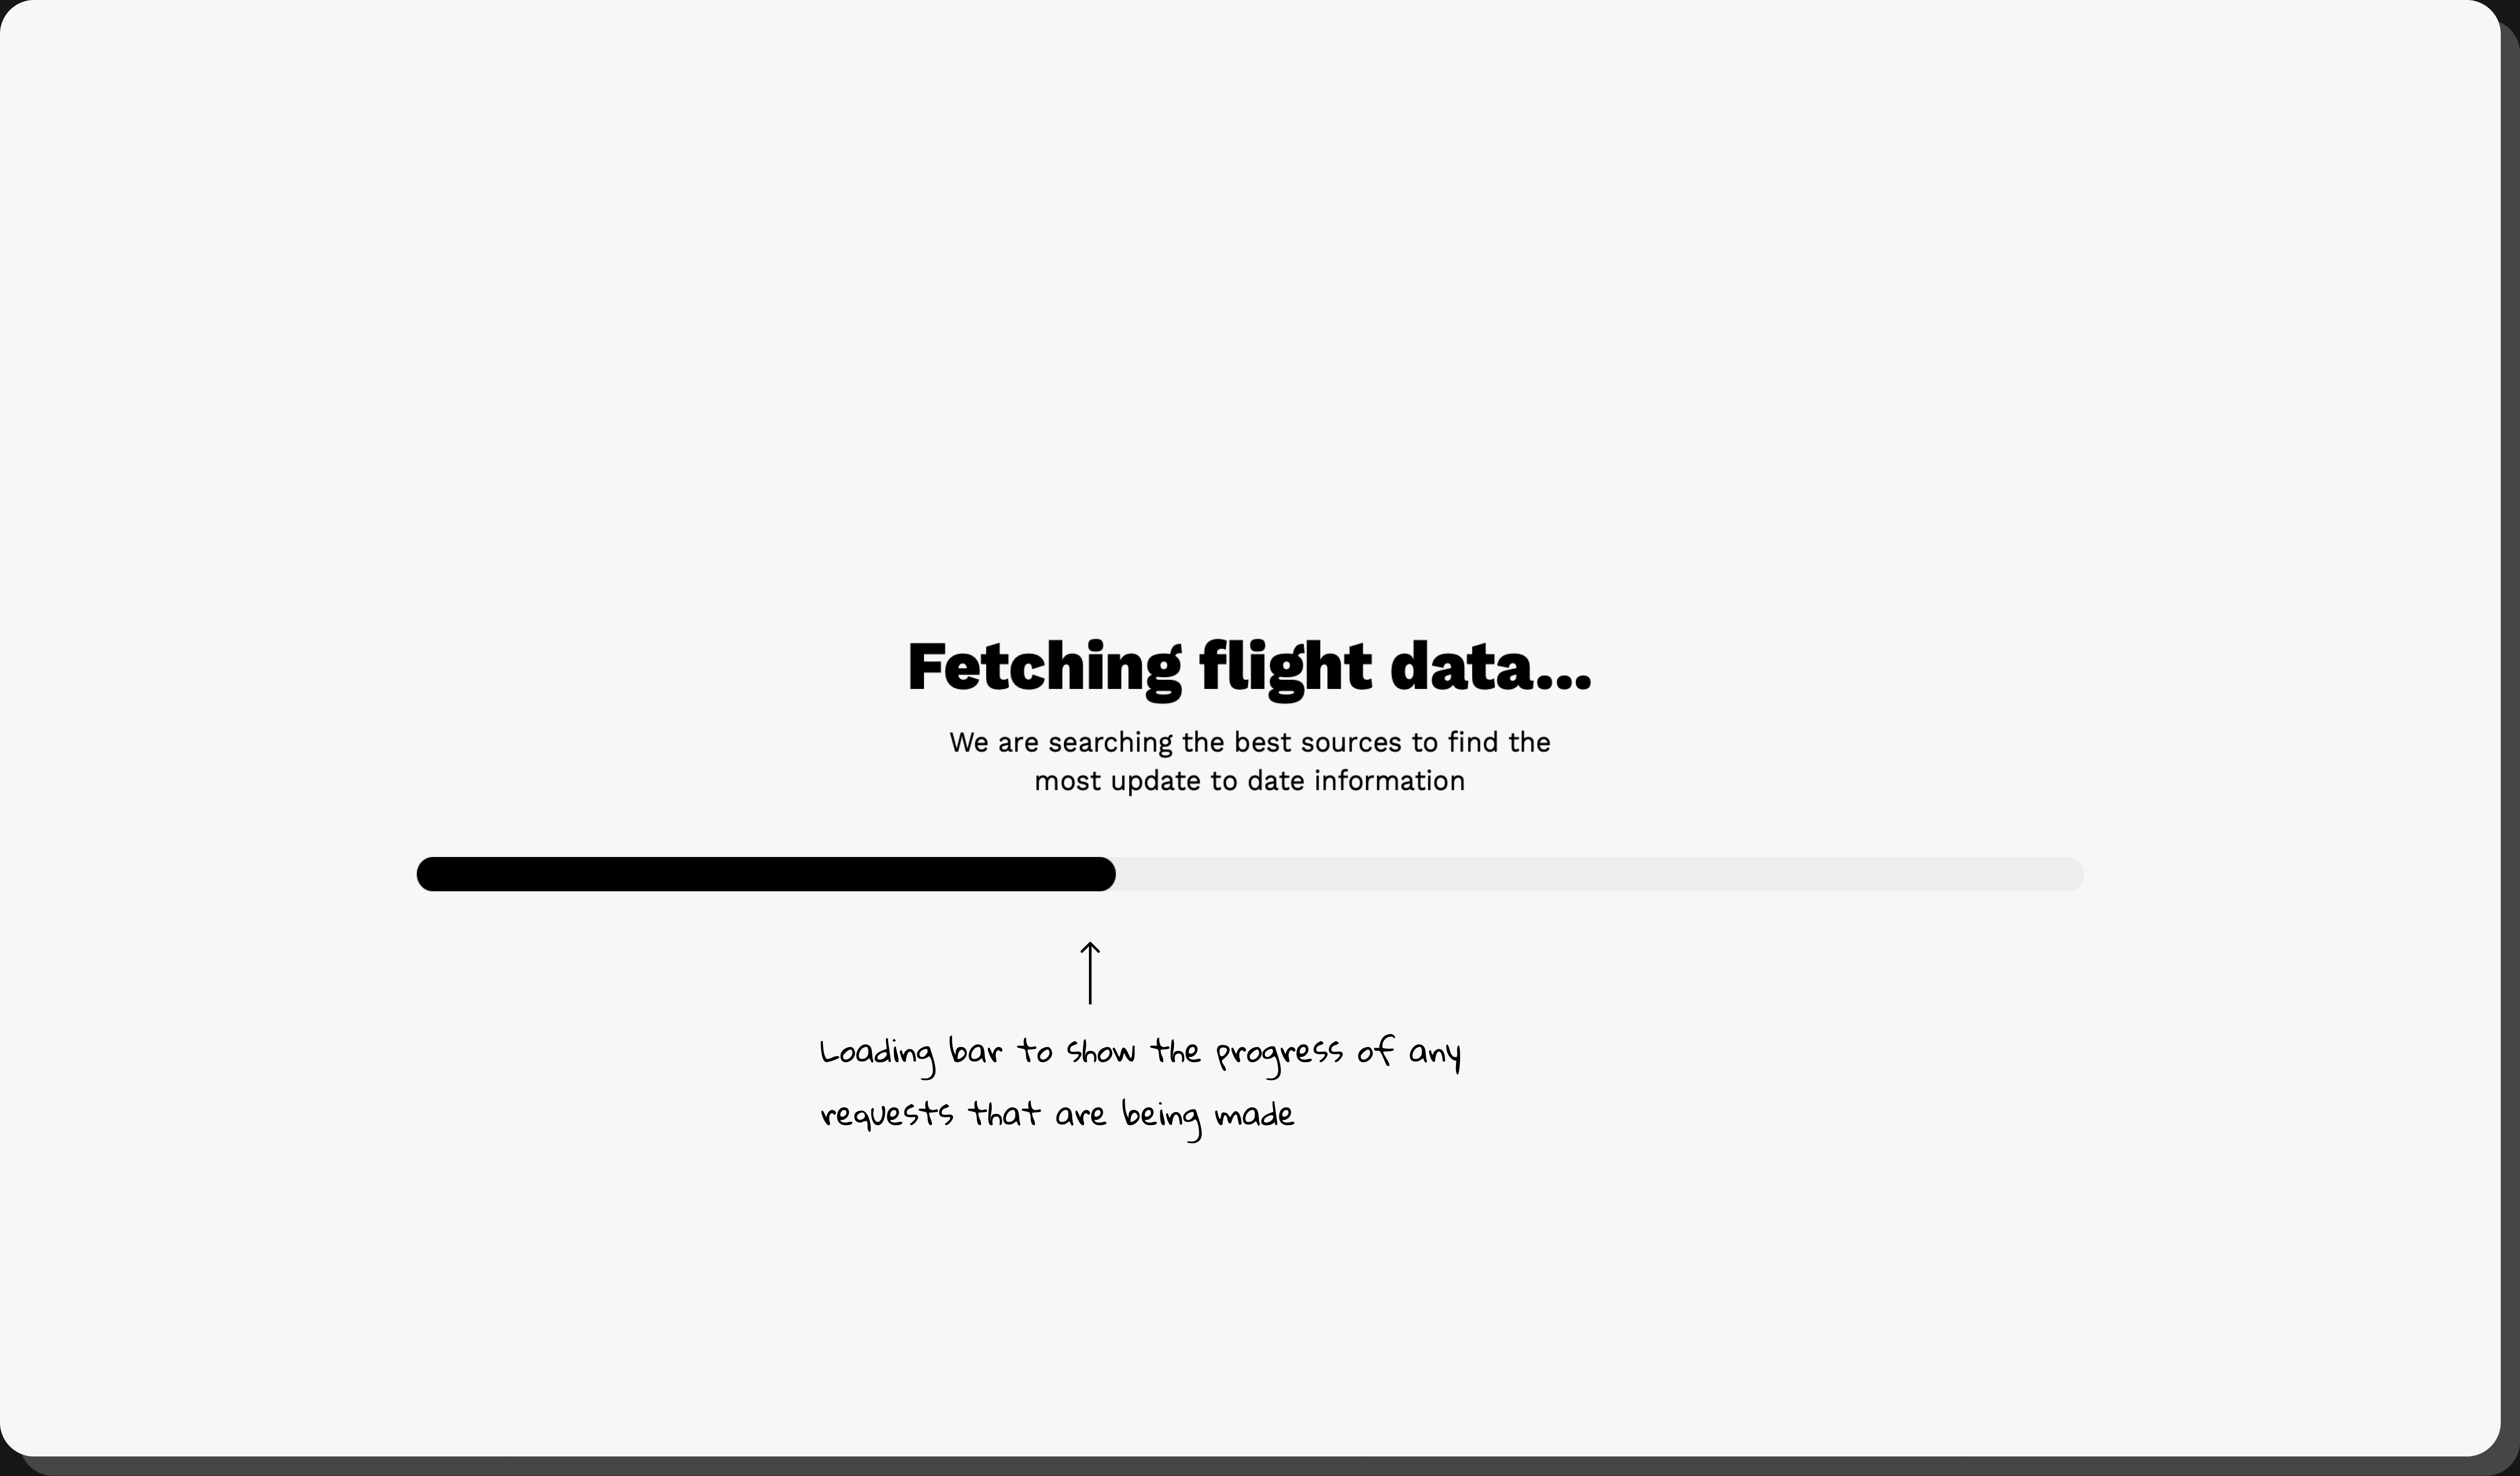 Fetching flight data...
We are searching the best sources to find the
most update to date information
Loading bar to show the progress of any
requests that are being made